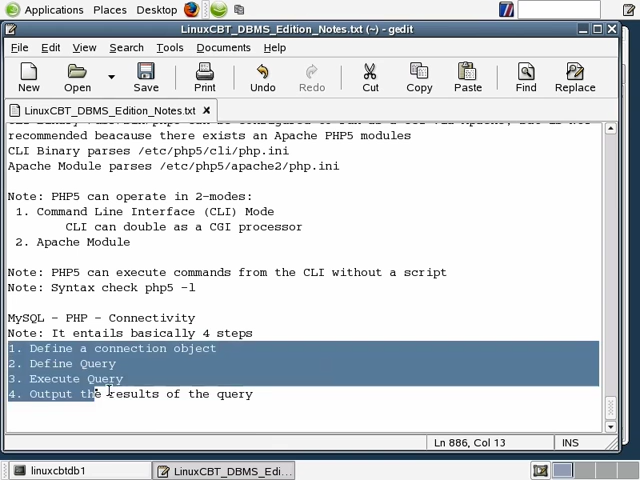 Applications Places Desktop
LinuxCBT_DBMS_Edition_Notes.txt (~) - gedit
File Edit View Search Tools Documents Help
New Open Save Print Undo Redo Cut Copy Paste Find Replace
LinuxCBT_DBMS_Edition_Notes.txt
recommended beacause there exists an Apache PHP5 modules
CLI Binary parses /etc/php5/cli/php.ini
Apache Module parses /etc/php5/apache2/php.ini
Note: PHP5 can operate in 2-modes:
1. Command Line Interface (CLI) Mode
CLI can double as a CGI processor
2. Apache Module
Note: PHP5 can execute commands from the CLI without a script
Note: Syntax check php5 -l
MySQL - PHP - Connectivity
Note: It entails basically 4 steps
1. Define a connection object
2. Define Query
3. Execute Query
4. Output the results of the query
Ln 886, Col 13 INS
linuxcbtdb1 LinuxCBT_DBMS_Edi...